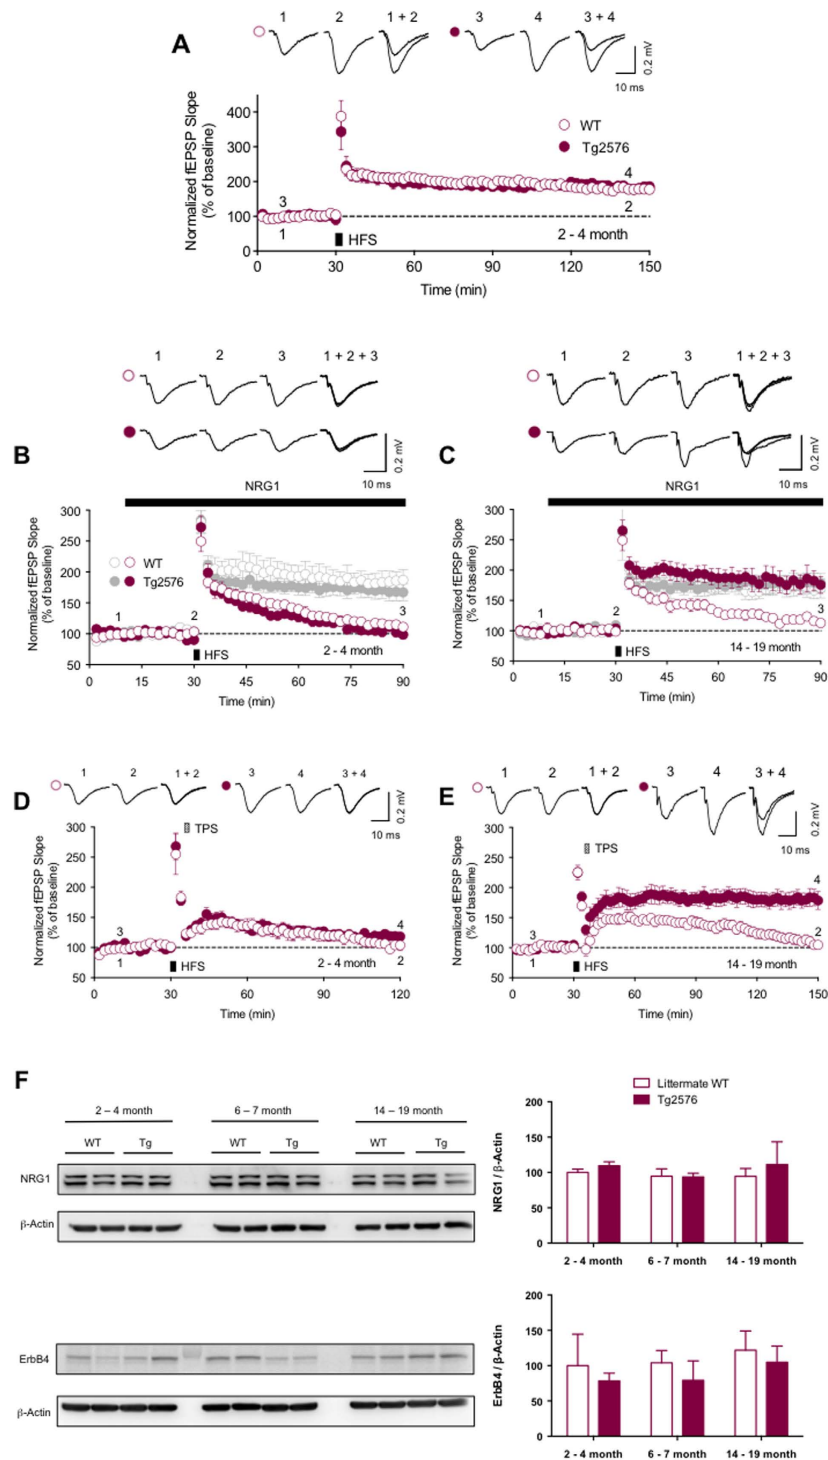 A
1 2 1 + 2 3 4 3 + 4
0.2 mV
10 ms
Normalized fEPSP Slope
(% of baseline)
400
300
200
100
0
WT
Tg2576
3
1
4
2
HFS
2 - 4 month
0 30 60 90 120 150
Time (min)
B
1 2 3 1 + 2 + 3
0.2 mV
10 ms
NRG1
Normalized fEPSP Slope
(% of baseline)
300
250
200
150
100
50
WT
Tg2576
1 2 3
HFS
2 - 4 month
0 15 30 45 60 75 90
Time (min)
C
1 2 3 1 + 2 + 3
0.2 mV
10 ms
NRG1
Normalized fEPSP Slope
(% of baseline)
300
250
200
150
100
50
1 2 3
HFS
14 - 19 month
0 15 30 45 60 75 90
Time (min)
D
1 2 1 + 2 3 4 3 + 4
0.2 mV
10 ms
Normalized fEPSP Slope
(% of baseline)
300
250
200
150
100
50
TPS
3
1
4
2
HFS
2 - 4 month
0 30 60 90 120
Time (min)
E
1 2 1 + 2 3 4 3 + 4
0.2 mV
10 ms
Normalized fEPSP Slope
(% of baseline)
300
250
200
150
100
50
TPS
3
1
4
2
HFS
14 - 19 month
0 30 60 90 120 150
Time (min)
F
2 – 4 month 6 – 7 month 14 – 19 month
WT Tg WT Tg WT Tg
NRG1
β-Actin
ErbB4
β-Actin
Littermate WT
Tg2576
NRG1 / β-Actin
200
150
100
50
0
2 - 4 month 6 - 7 month 14 - 19 month
ErbB4 / β-Actin
200
150
100
50
0
2 - 4 month 6 - 7 month 14 - 19 month